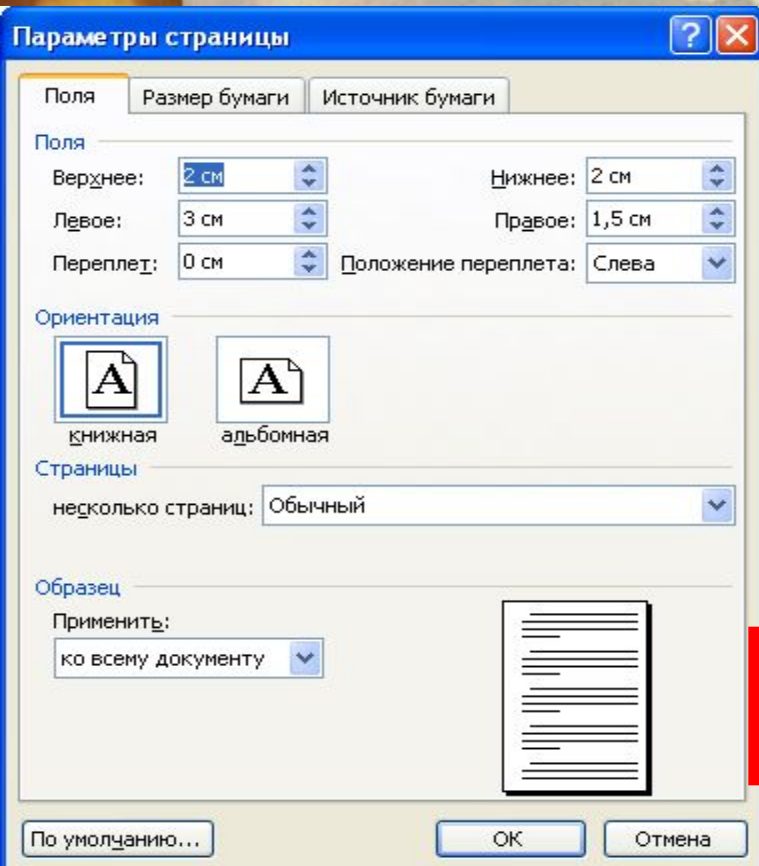 Параметры страницы
Поля Размер бумаги Источник бумаги
Поля
Верхнее: 2 см Нижнее: 2 см
Левое: 3 см Правое: 1,5 см
Переплет: 0 см Положение переплета: Слева
Ориентация
A A
книжная альбомная
Страницы
несколько страниц: Обычный
Образец
Применить:
ко всему документу
По умолчанию... ОК Отмена